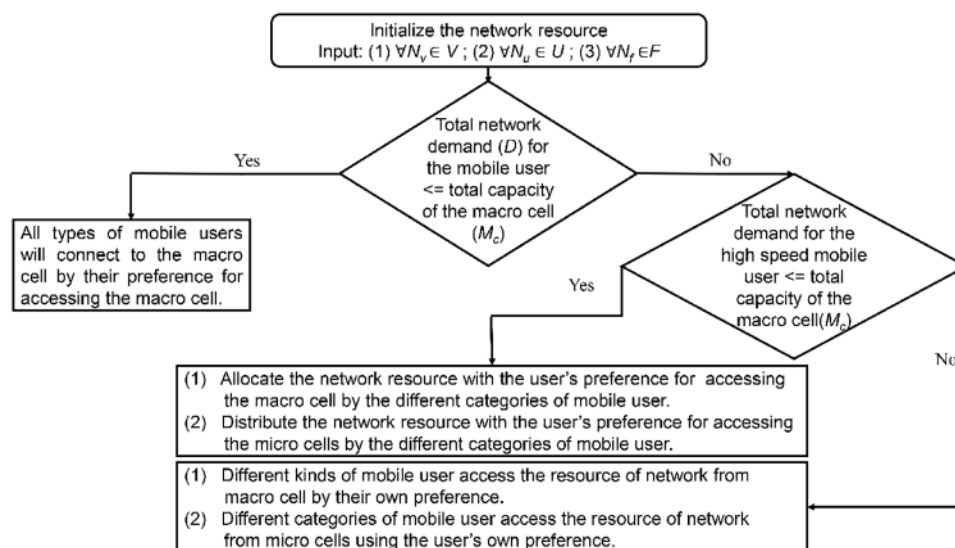 Initialize the network resource
Input: (1) ∀Nᵥ ∈ V ; (2) ∀Nᵤ ∈ U ; (3) ∀N_f ∈F
Total network
demand (D) for
the mobile user
<= total capacity
of the macro cell
(M_c)
Yes
No
All types of mobile users
will connect to the macro
cell by their preference for
accessing the macro cell.
Total network
demand for the
high speed mobile
user <= total
capacity of the
macro cell(M_c)
Yes
No
(1) Allocate the network resource with the user's preference for accessing
the macro cell by the different categories of mobile user.
(2) Distribute the network resource with the user's preference for accessing
the micro cells by the different categories of mobile user.
(1) Different kinds of mobile user access the resource of network from
macro cell by their own preference.
(2) Different categories of mobile user access the resource of network
from micro cells using the user's own preference.